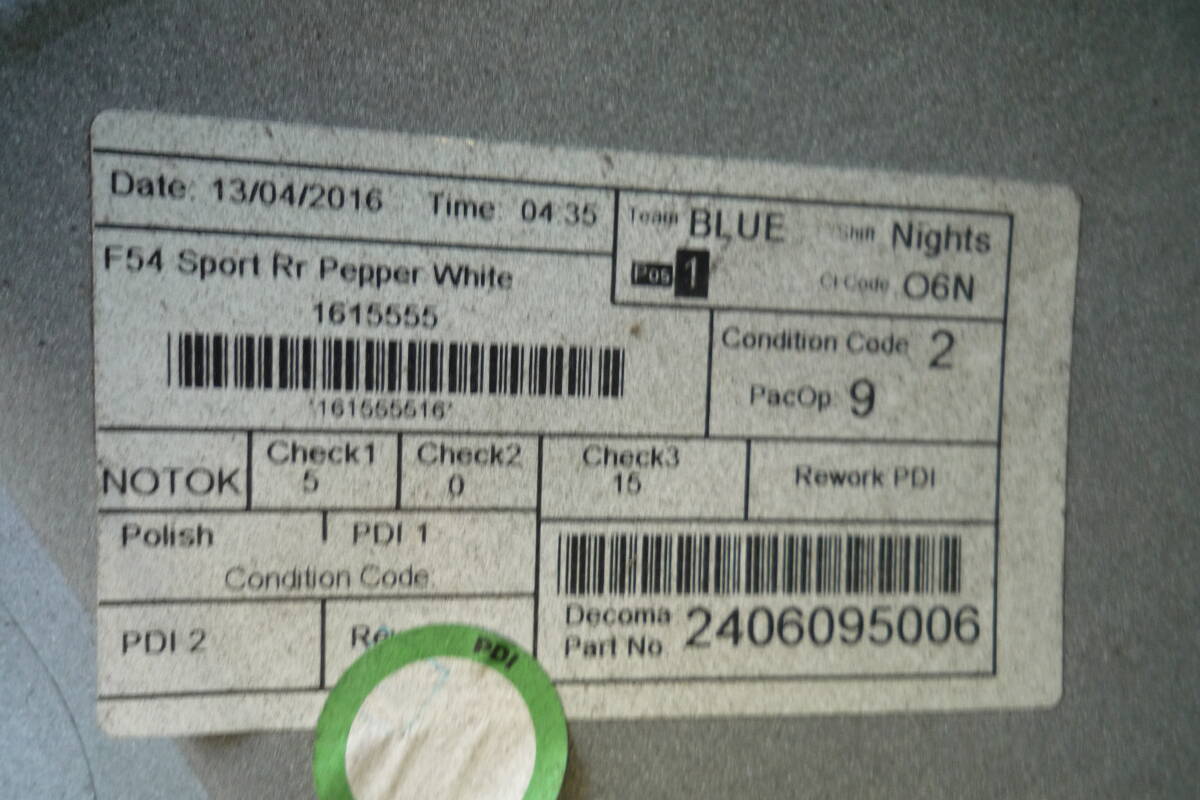 Date: 13/04/2016 Time: 04:35
Team BLUE Shift Nights
Pos 1 Cl Code O6N
F54 Sport Rr Pepper White
1615555
Condition Code 2
PacOp 9
NOTOK
Check1
5
Check2
0
Check3
15
Rework PDI
Polish PDI 1
Condition Code
PDI 2
PDI
Decoma
Part No 2406095006